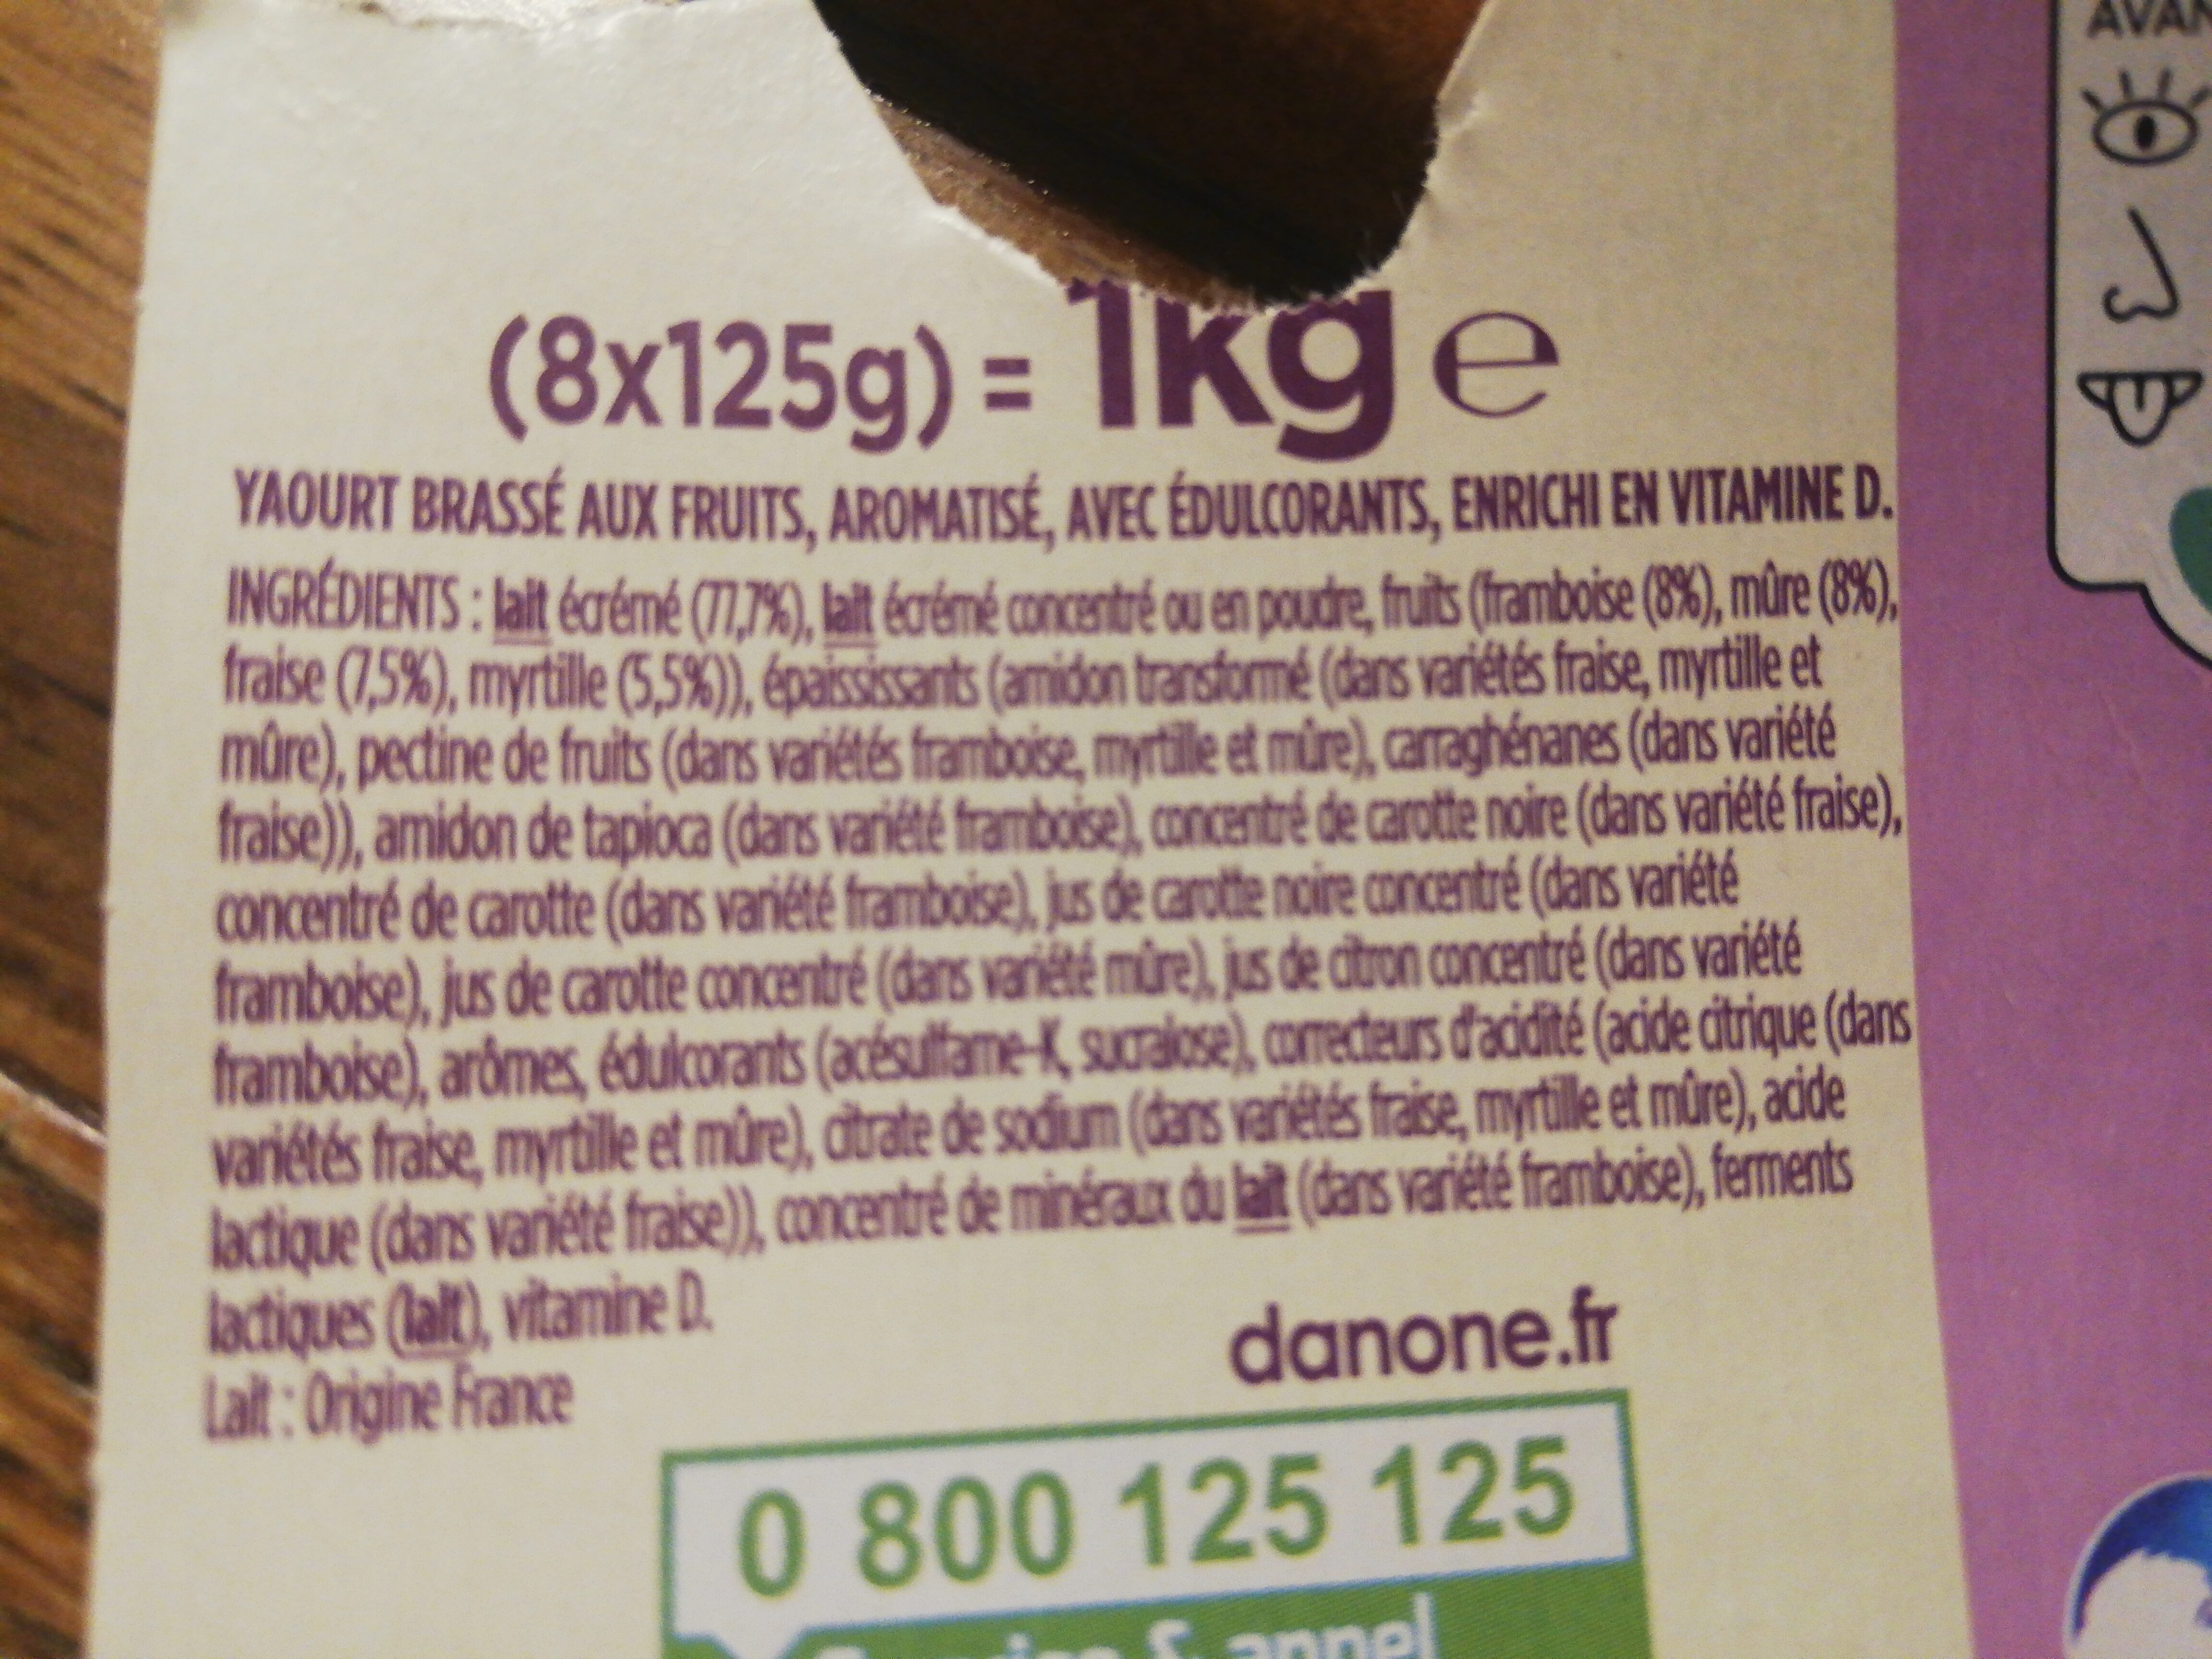 AVAN
(8x125g) = 1kg e
YAOURT BRASSÉ AUX FRUITS, AROMATISÉ, AVEC ÉDULCORANTS, ENRICHI EN VITAMINE D.
INGRÉDIENTS : lait écrémé (77,7%), lait écrémé concentré ou en poudre, fruits (framboise (8%), mûre (8%),
fraise (7,5%), myrtille (5,5%)), épaississants (amidon transformé (dans variétés fraise, myrtille et
mûre), pectine de fruits (dans variétés framboise, myrtille et mûre), carraghénanes (dans variété
fraise)), amidon de tapioca (dans variété framboise), concentré de carotte noire (dans variété fraise),
concentré de carotte (dans variété framboise), jus de carotte noire concentré (dans variété
framboise), jus de carotte concentré (dans variété mûre), jus de citron concentré (dans variété
framboise), arômes, édulcorants (acésulfame-K, sucralose), correcteurs d'acidité (acide citrique (dans
variétés fraise, myrtille et mûre), citrate de sodium (dans variétés fraise, myrtille et mûre), acide
lactique (dans variété fraise)), concentré de minéraux du lait (dans variété framboise), ferments
lactiques (lait), vitamine D.
Lait : Origine France
danone.fr
0 800 125 125
& appel